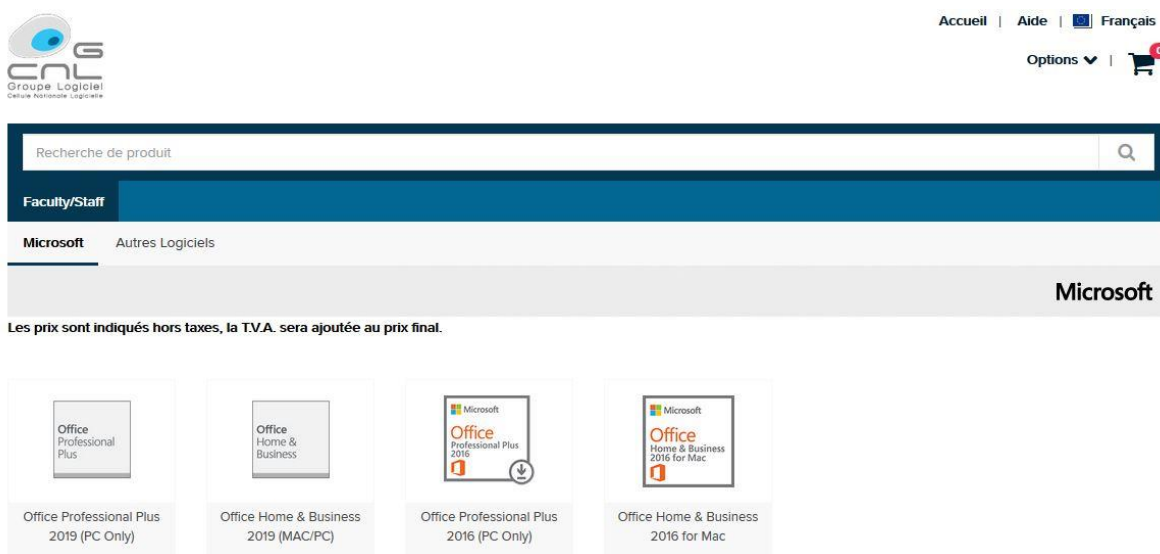 Accueil | Aide | Français
Options |
G
CNL
Groupe Logiciel
Cellule Nationale Logicielle
Recherche de produit
Faculty/Staff
Microsoft Autres Logiciels
Microsoft
Les prix sont indiqués hors taxes, la T.V.A. sera ajoutée au prix final.
Office
Professional
Plus
Office
Home &
Business
Microsoft
Office
Professional Plus
2016
Microsoft
Office
Home & Business
2016 for Mac
Office Professional Plus
2019 (PC Only)
Office Home & Business
2019 (MAC/PC)
Office Professional Plus
2016 (PC Only)
Office Home & Business
2016 for Mac